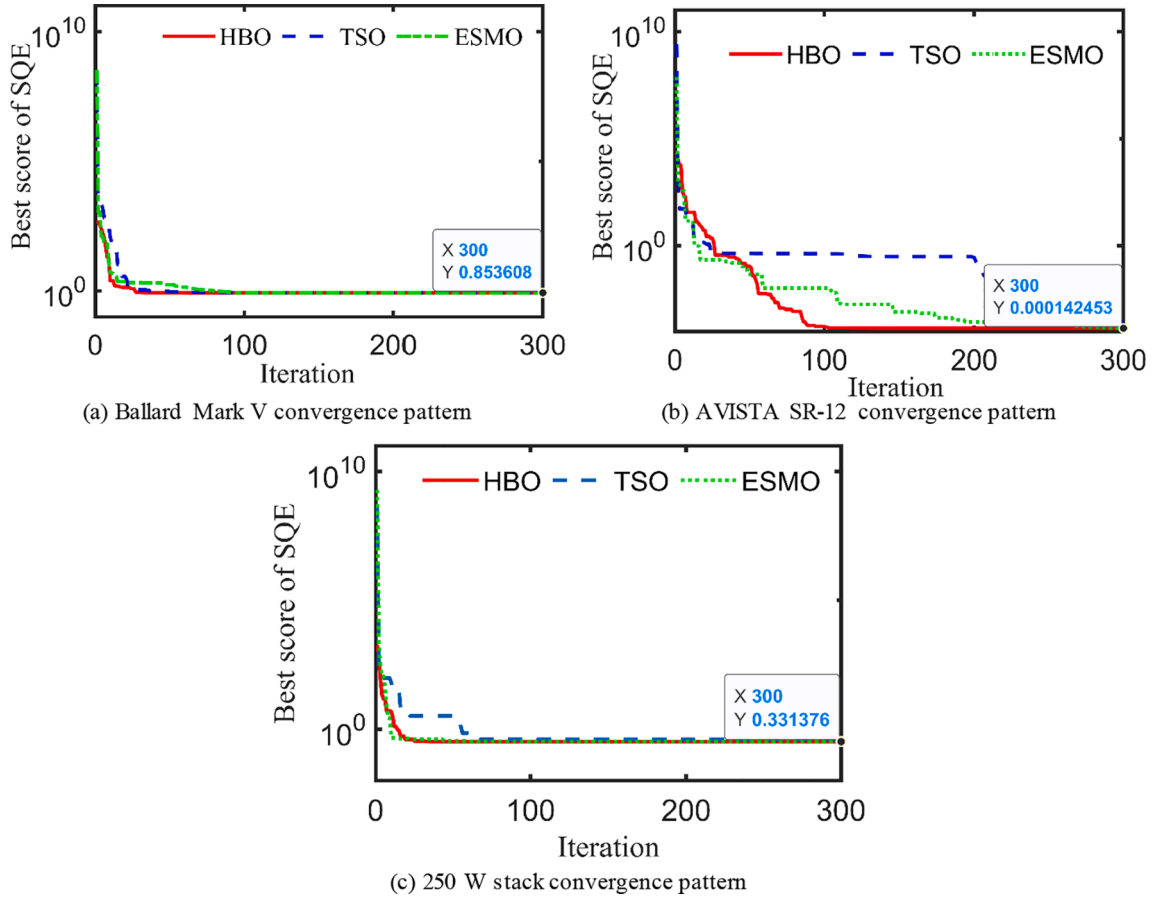 10^10
HBO TSO ESMO
Best score of SQE
X 300
Y 0.853608
10^0
0 100 200 300
Iteration
(a) Ballard Mark V convergence pattern
10^10
HBO TSO ESMO
Best score of SQE
10^0
X 300
Y 0.000142453
0 100 200 300
Iteration
(b) AVISTA SR-12 convergence pattern
10^10
HBO TSO ESMO
Best score of SQE
X 300
Y 0.331376
10^0
0 100 200 300
Iteration
(c) 250 W stack convergence pattern